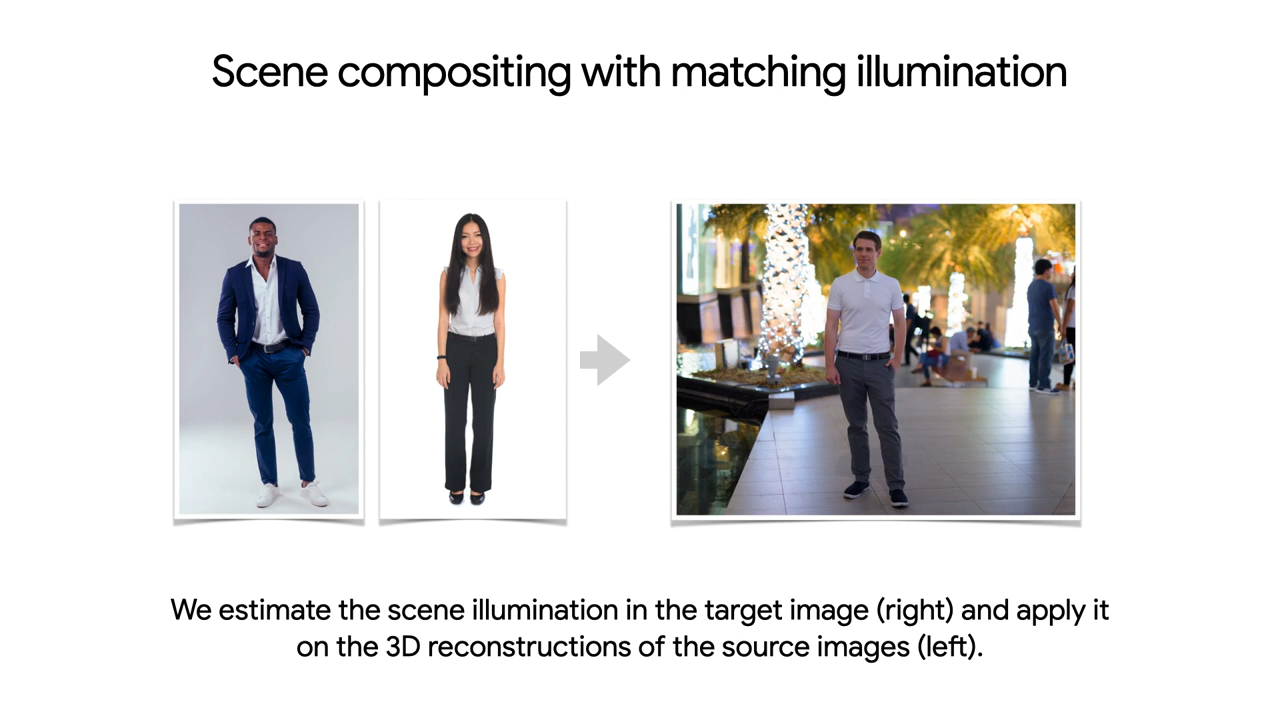 Scene compositing with matching illumination
We estimate the scene illumination in the target image (right) and apply it
on the 3D reconstructions of the source images (left).